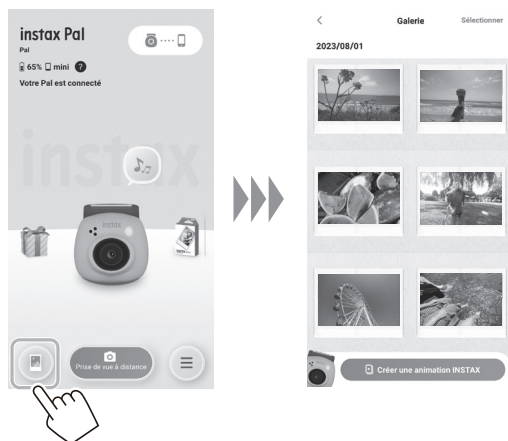 instax Pal
Pal
65% mini ?
Votre Pal est connecté
instax
instax
Prise de vue à distance
Galerie
Sélectionner
2023/08/01
Créer une animation INSTAX